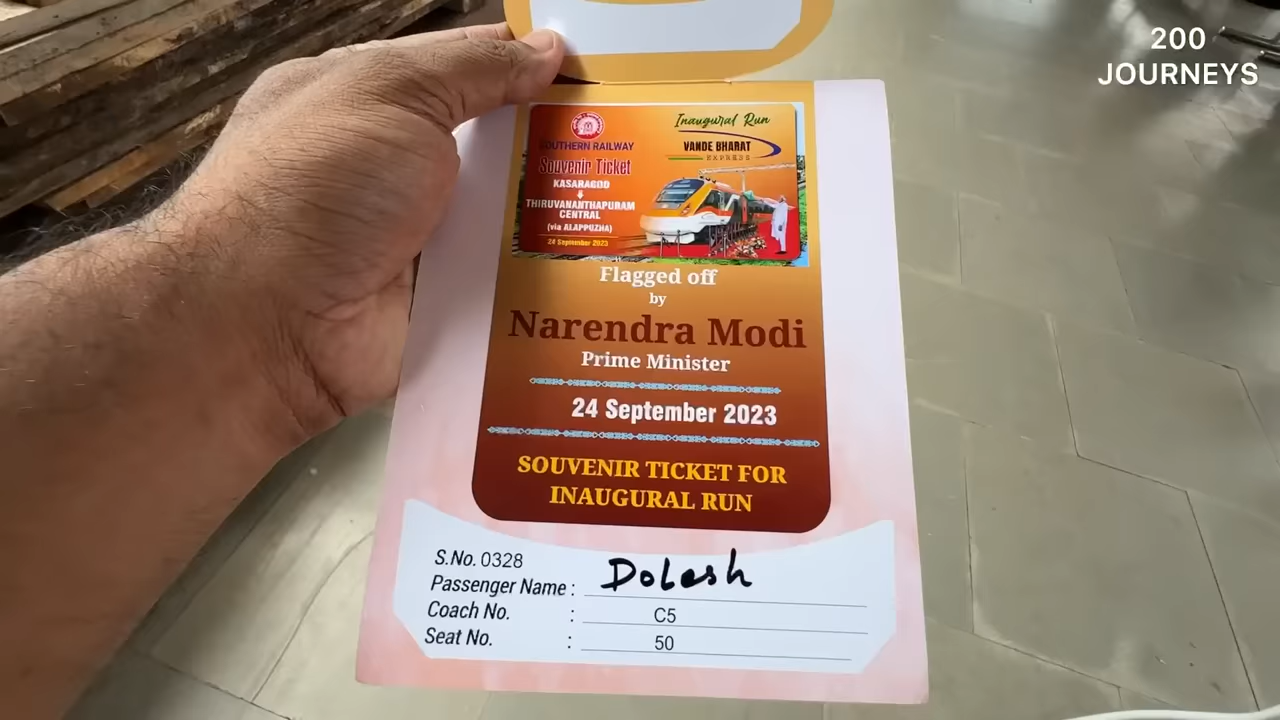 200
JOURNEYS
SOUTHERN RAILWAY
Souvenir Ticket
KASARAGOD
THIRUVANANTHAPURAM
CENTRAL
(via ALAPPUZHA)
24 September 2023
Inaugural Run
VANDE BHARAT
EXPRESS
Flagged off
by
Narendra Modi
Prime Minister
24 September 2023
SOUVENIR TICKET FOR
INAUGURAL RUN
S.No. 0328
Passenger Name : Dolesh
Coach No. : C5
Seat No. : 50